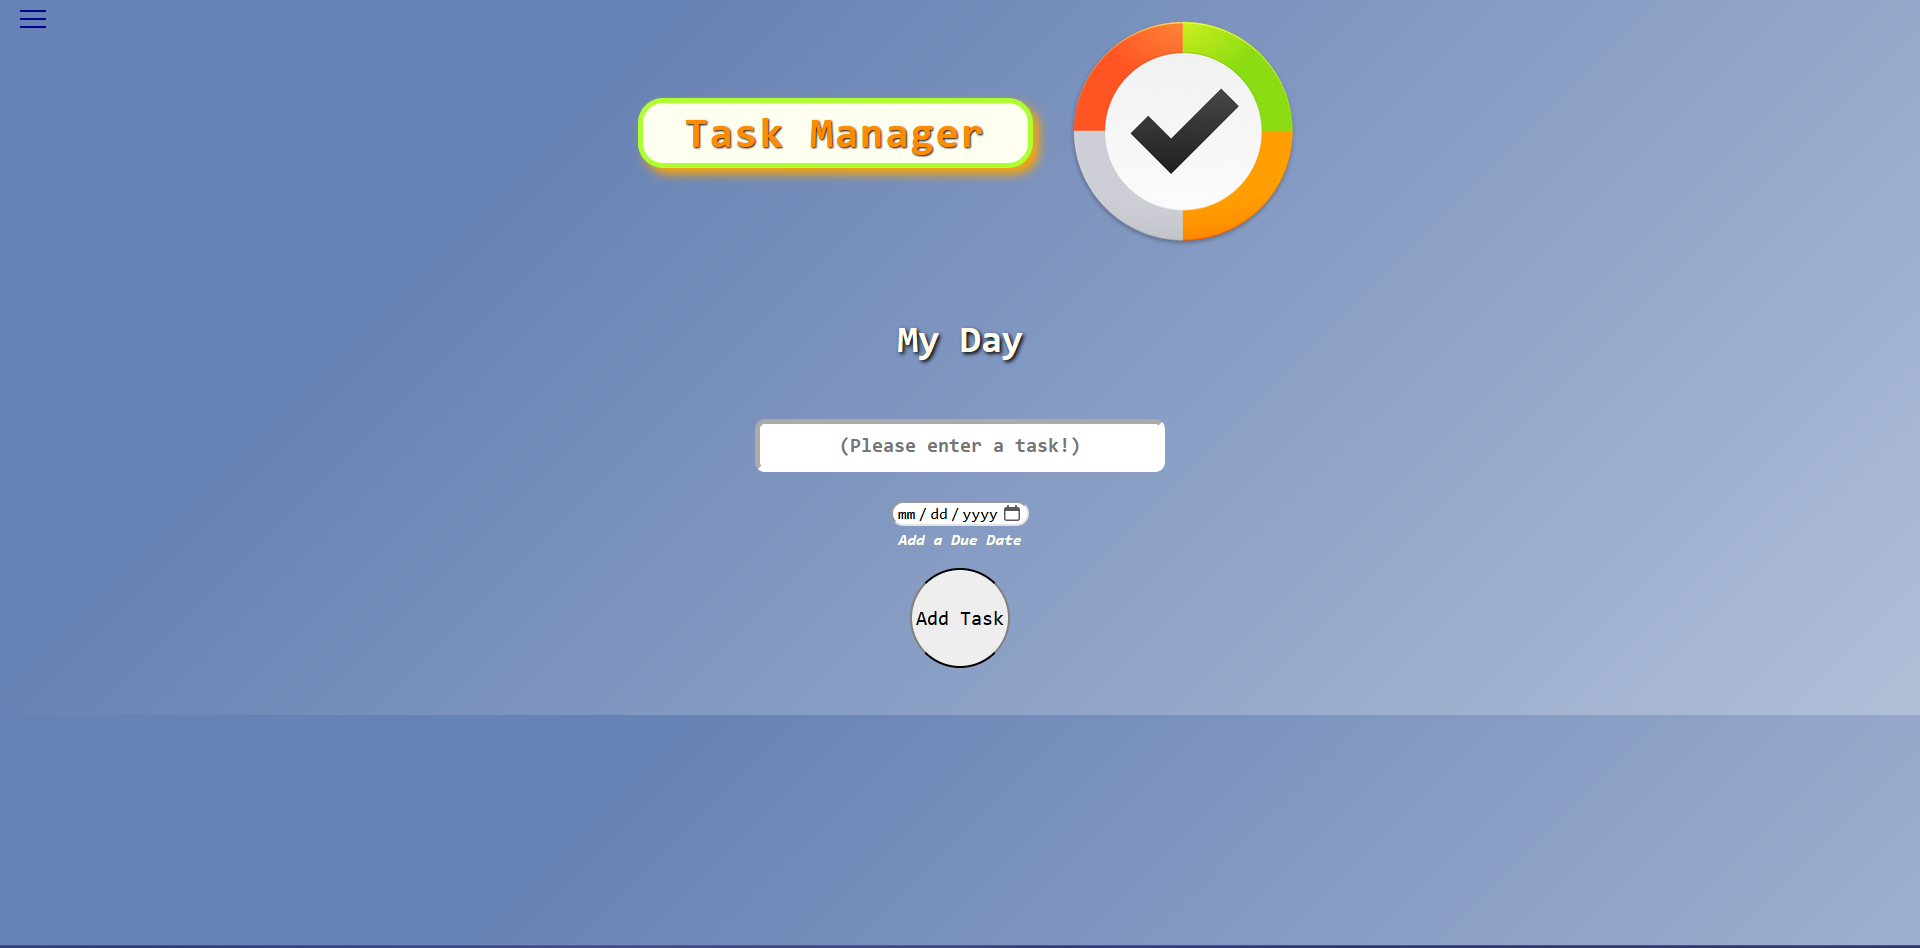 Task Manager
My Day
(Please enter a task!)
mm/dd/yyyy
Add a Due Date
Add Task